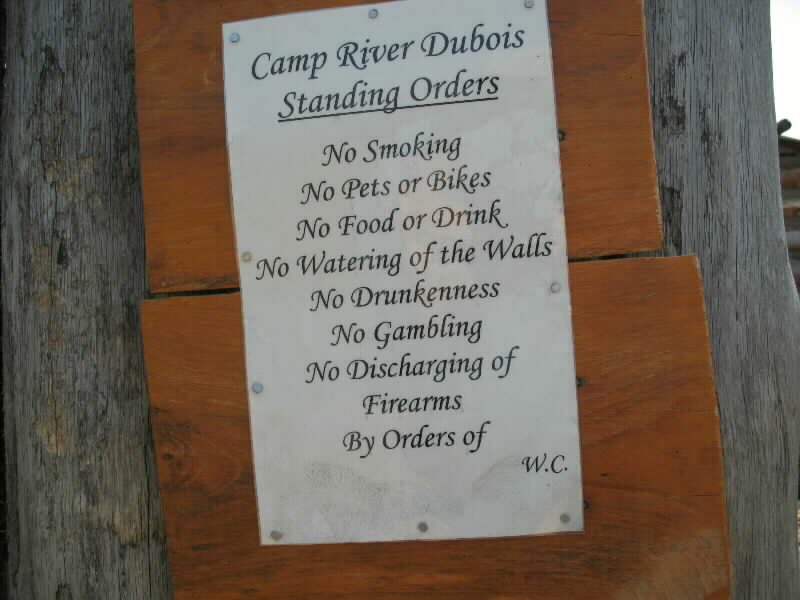 Camp River Dubois
Standing Orders
No Smoking
No Pets or Bikes
No Food or Drink
No Watering of the Walls
No Drunkenness
No Gambling
No Discharging of
Firearms
By Orders of
W.C.